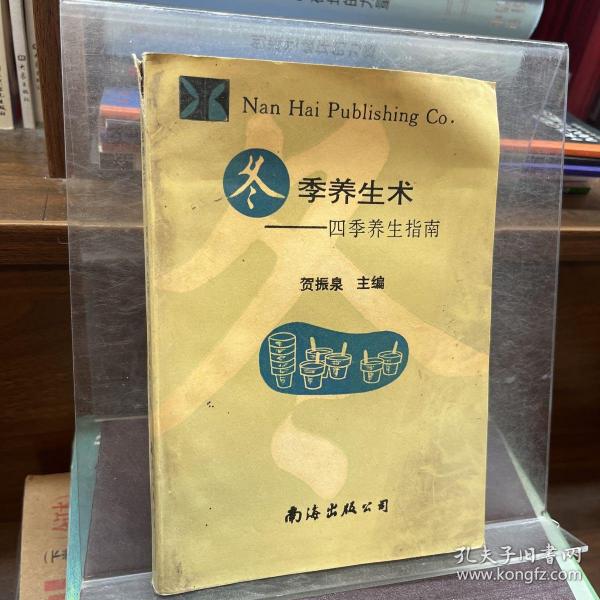 Nan Hai Publishing Co.
冬季养生术
——四季养生指南
贺振泉 主编
南海出版公司
孔夫子旧书网
www.kongfz.com